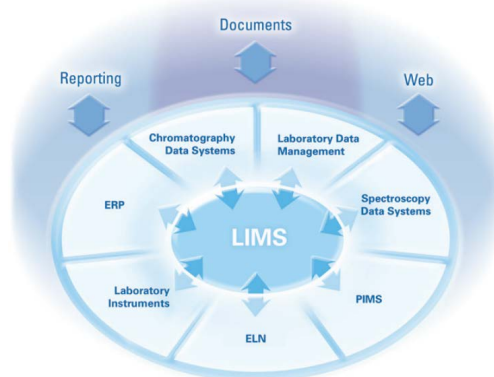 Documents
Reporting
Web
Chromatography
Data Systems
Laboratory Data
Management
ERP
Spectroscopy
Data Systems
LIMS
Laboratory
Instruments
PIMS
ELN